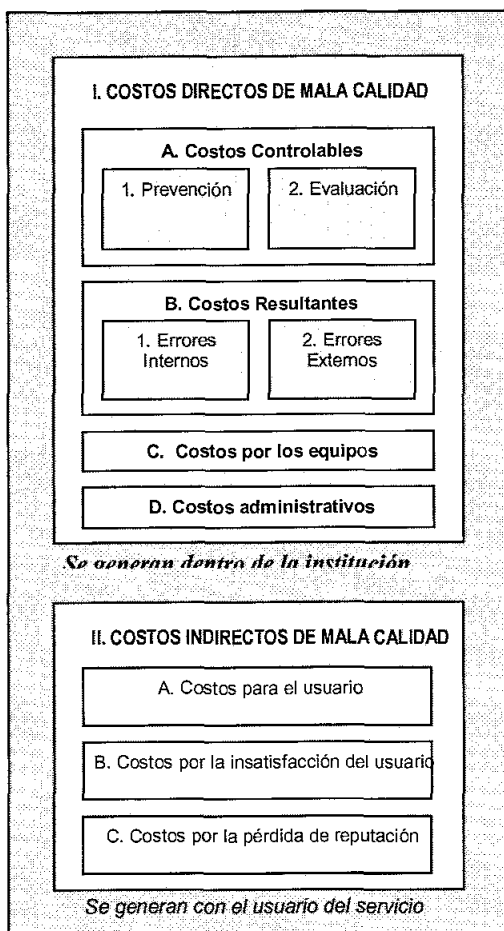 I. COSTOS DIRECTOS DE MALA CALIDAD
A. Costos Controlables
1. Prevención
2. Evaluación
B. Costos Resultantes
1. Errores
Internos
2. Errores
Externos
C. Costos por los equipos
D. Costos administrativos
Se generan dentro de la institución
II. COSTOS INDIRECTOS DE MALA CALIDAD
A. Costos para el usuario
B. Costos por la insatisfacción del usuario
C. Costos por la pérdida de reputación
Se generan con el usuario del servicio